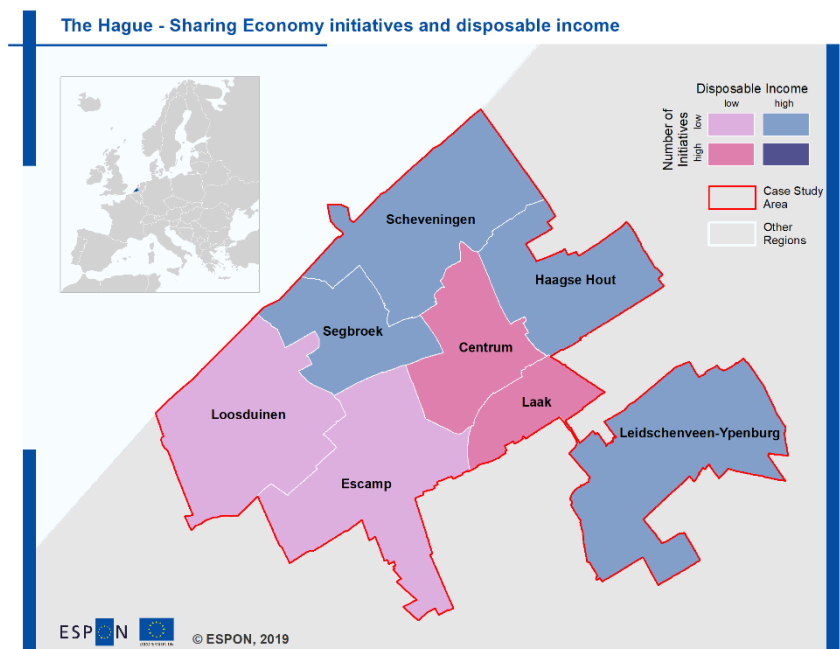 The Hague - Sharing Economy initiatives and disposable income
Disposable Income
low high
Number of
Initiatives
low
high
Case Study
Area
Other
Regions
Scheveningen
Haagse Hout
Segbroek
Centrum
Laak
Loosduinen
Leidschenveen-Ypenburg
Escamp
ESPON
© ESPON, 2019